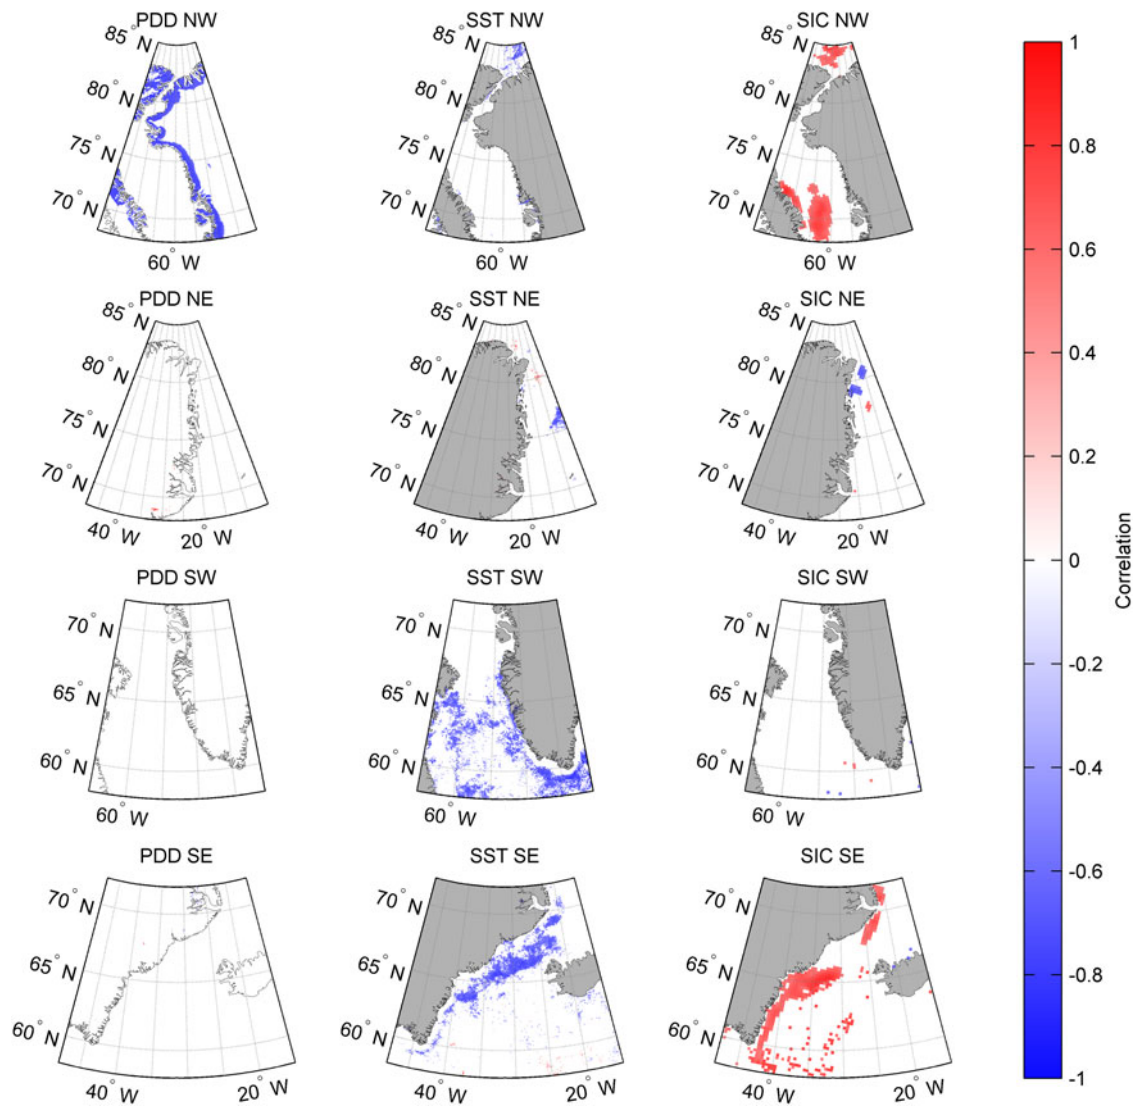 PDD NW
SST NW
SIC NW
85° N
80° N
75° N
70° N
60° W
85° N
80° N
75° N
70° N
60° W
85° N
80° N
75° N
70° N
60° W
PDD NE
SST NE
SIC NE
85° N
80° N
75° N
70° N
40° W
20° W
85° N
80° N
75° N
70° N
40° W
20° W
85° N
80° N
75° N
70° N
40° W
20° W
PDD SW
SST SW
SIC SW
70° N
65° N
60° N
60° W
70° N
65° N
60° N
60° W
70° N
65° N
60° N
60° W
PDD SE
SST SE
SIC SE
70° N
65° N
60° N
40° W
20° W
70° N
65° N
60° N
40° W
20° W
70° N
65° N
60° N
40° W
20° W
1
0.8
0.6
0.4
0.2
0
-0.2
-0.4
-0.6
-0.8
-1
Correlation